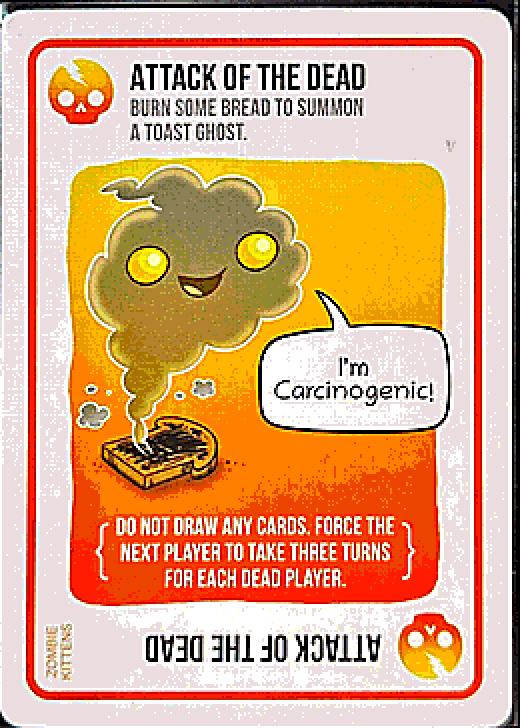 ATTACK OF THE DEAD
BURN SOME BREAD TO SUMMON
A TOAST GHOST.
I'm
Carcinogenic!
DO NOT DRAW ANY CARDS. FORCE THE
NEXT PLAYER TO TAKE THREE TURNS
FOR EACH DEAD PLAYER.
ZOMBIE
KITTENS
ATTACK OF THE DEAD